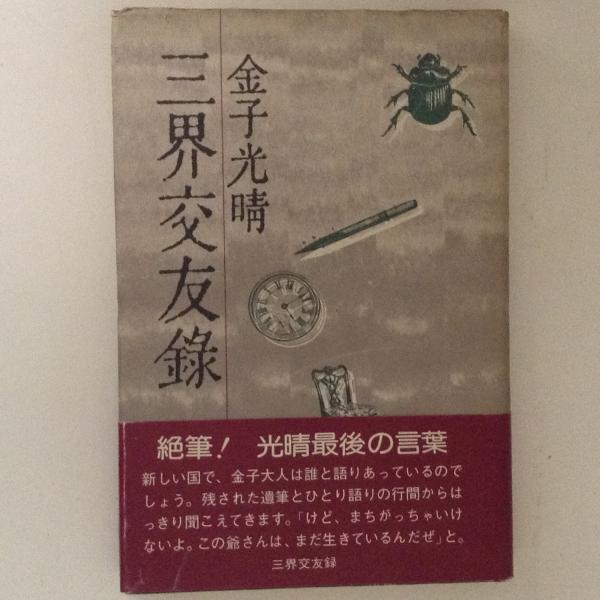 金子光晴
三界交友錄
絶筆! 光晴最後の言葉
新しい国で、金子大人は誰と語りあっているので
しょう。残された遺筆とひとり語りの行間からは
っきり聞こえてきます。「けど、まちがっちゃいけ
ないよ。この爺さんは、まだ生きているんだぜ」と。
三界交友録